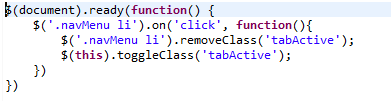 $(document).ready(function() {
    $('.navMenu li').on('click', function(){
        $('.navMenu li').removeClass('tabActive');
        $(this).toggleClass('tabActive');
    })
})